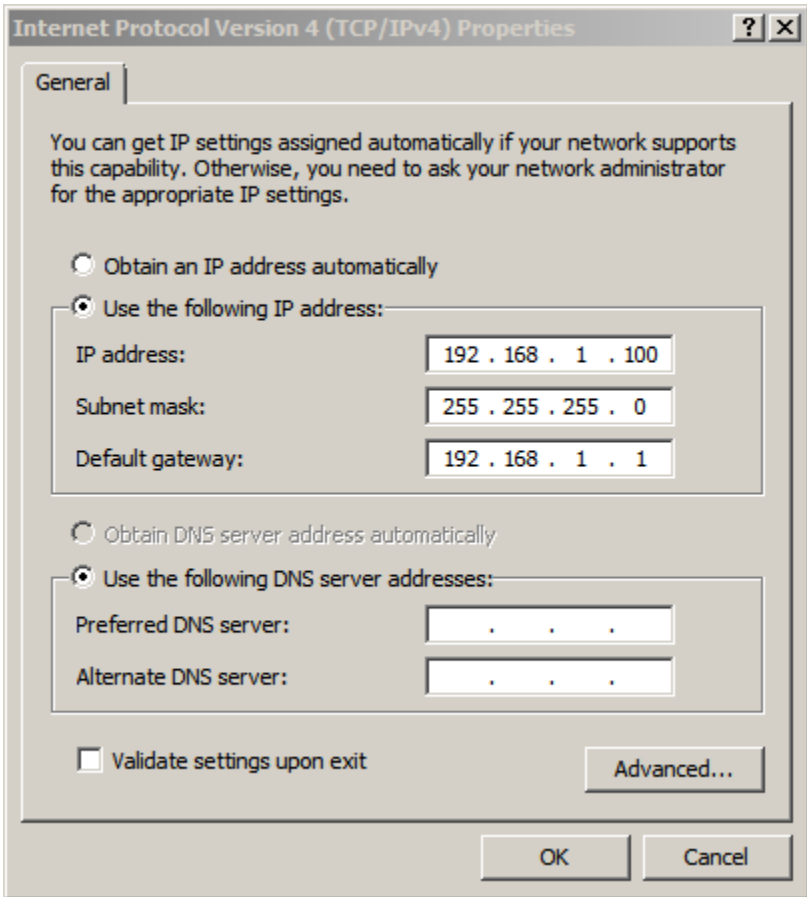 Internet Protocol Version 4 (TCP/IPv4) Properties
General
You can get IP settings assigned automatically if your network supports
this capability. Otherwise, you need to ask your network administrator
for the appropriate IP settings.
Obtain an IP address automatically
Use the following IP address:
IP address: 192 . 168 . 1 . 100
Subnet mask: 255 . 255 . 255 . 0
Default gateway: 192 . 168 . 1 . 1
Obtain DNS server address automatically
Use the following DNS server addresses:
Preferred DNS server: . . .
Alternate DNS server: . . .
Validate settings upon exit
Advanced...
OK Cancel